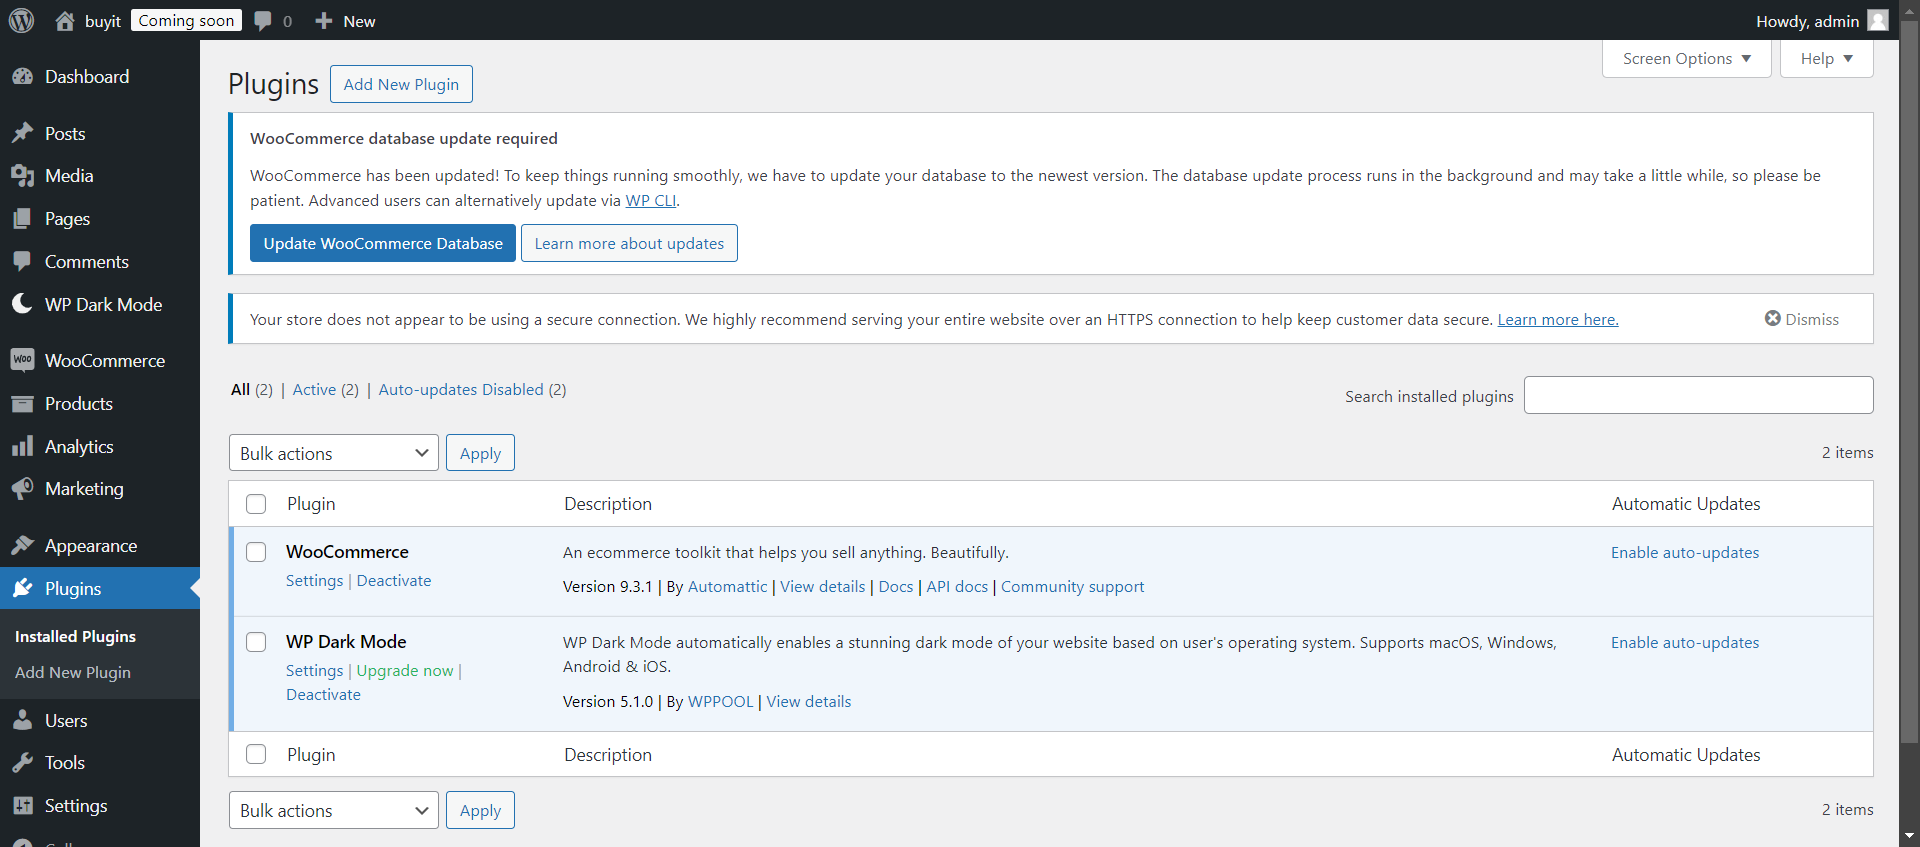 buyit Coming soon 0 New Howdy, admin
Dashboard
Posts
Media
Pages
Comments
WP Dark Mode
Woo WooCommerce
Products
Analytics
Marketing
Appearance
Plugins
Installed Plugins
Add New Plugin
Users
Tools
Settings
Screen Options Help
Plugins Add New Plugin
WooCommerce database update required
WooCommerce has been updated! To keep things running smoothly, we have to update your database to the newest version. The database update process runs in the background and may take a little while, so please be
patient. Advanced users can alternatively update via WP CLI.
Update WooCommerce Database Learn more about updates
Your store does not appear to be using a secure connection. We highly recommend serving your entire website over an HTTPS connection to help keep customer data secure. Learn more here. Dismiss
All (2) | Active (2) | Auto-updates Disabled (2)
Search installed plugins
Bulk actions Apply 2 items
Plugin Description Automatic Updates
WooCommerce An ecommerce toolkit that helps you sell anything. Beautifully. Enable auto-updates
Settings | Deactivate Version 9.3.1 | By Automattic | View details | Docs | API docs | Community support
WP Dark Mode WP Dark Mode automatically enables a stunning dark mode of your website based on user's operating system. Supports macOS, Windows, Enable auto-updates
Settings | Upgrade now | Android & iOS.
Deactivate Version 5.1.0 | By WPPOOL | View details
Plugin Description Automatic Updates
Bulk actions Apply 2 items